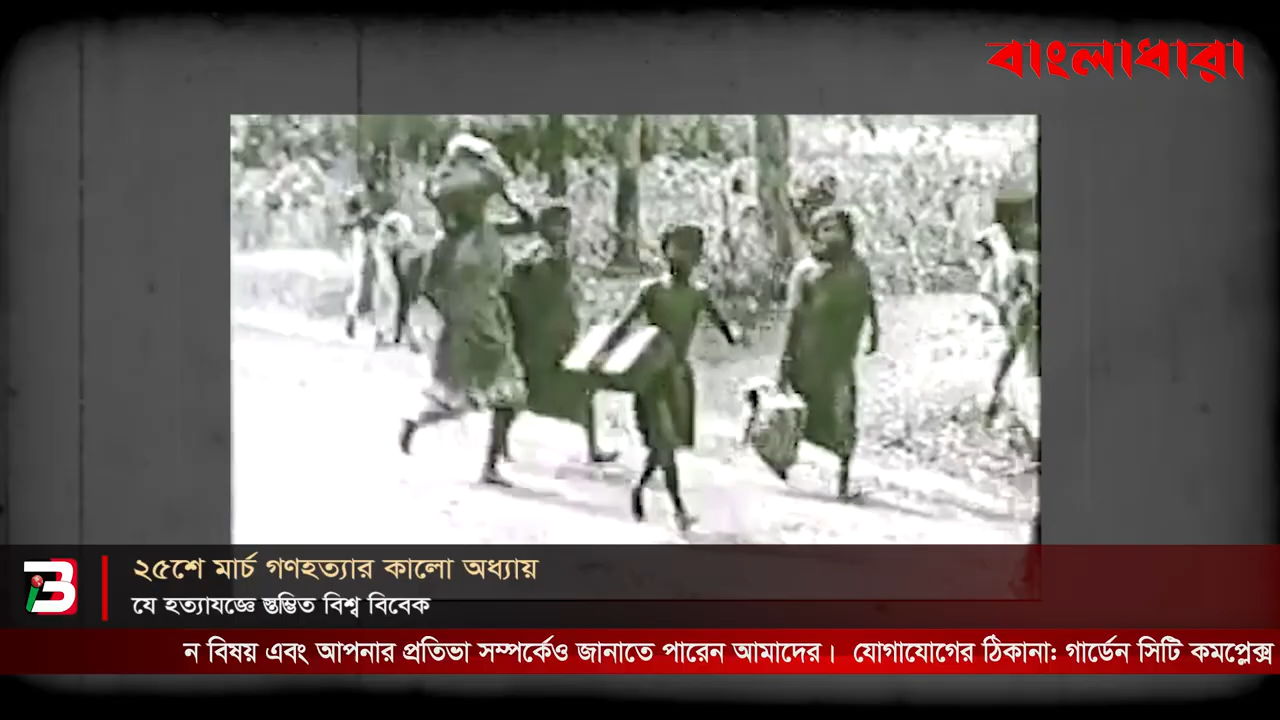 বাংলাধারা
২৫শে মার্চ গণহত্যার কালো অধ্যায়
যে হত্যাযজ্ঞে স্তম্ভিত বিশ্ব বিবেক
ন বিষয় এবং আপনার প্রতিভা সম্পর্কেও জানাতে পারেন আমাদের। যোগাযোগের ঠিকানা: গার্ডেন সিটি কমপ্লেক্স